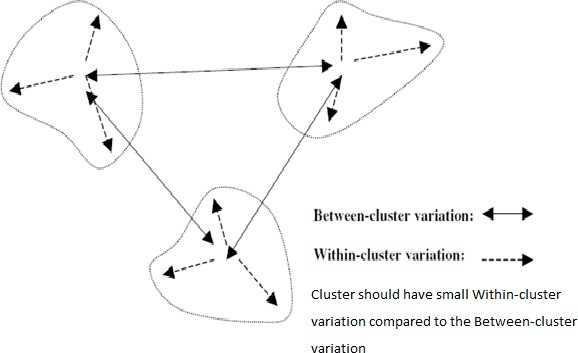 Between-cluster variation:
Within-cluster variation:
Cluster should have small Within-cluster
variation compared to the Between-cluster
variation